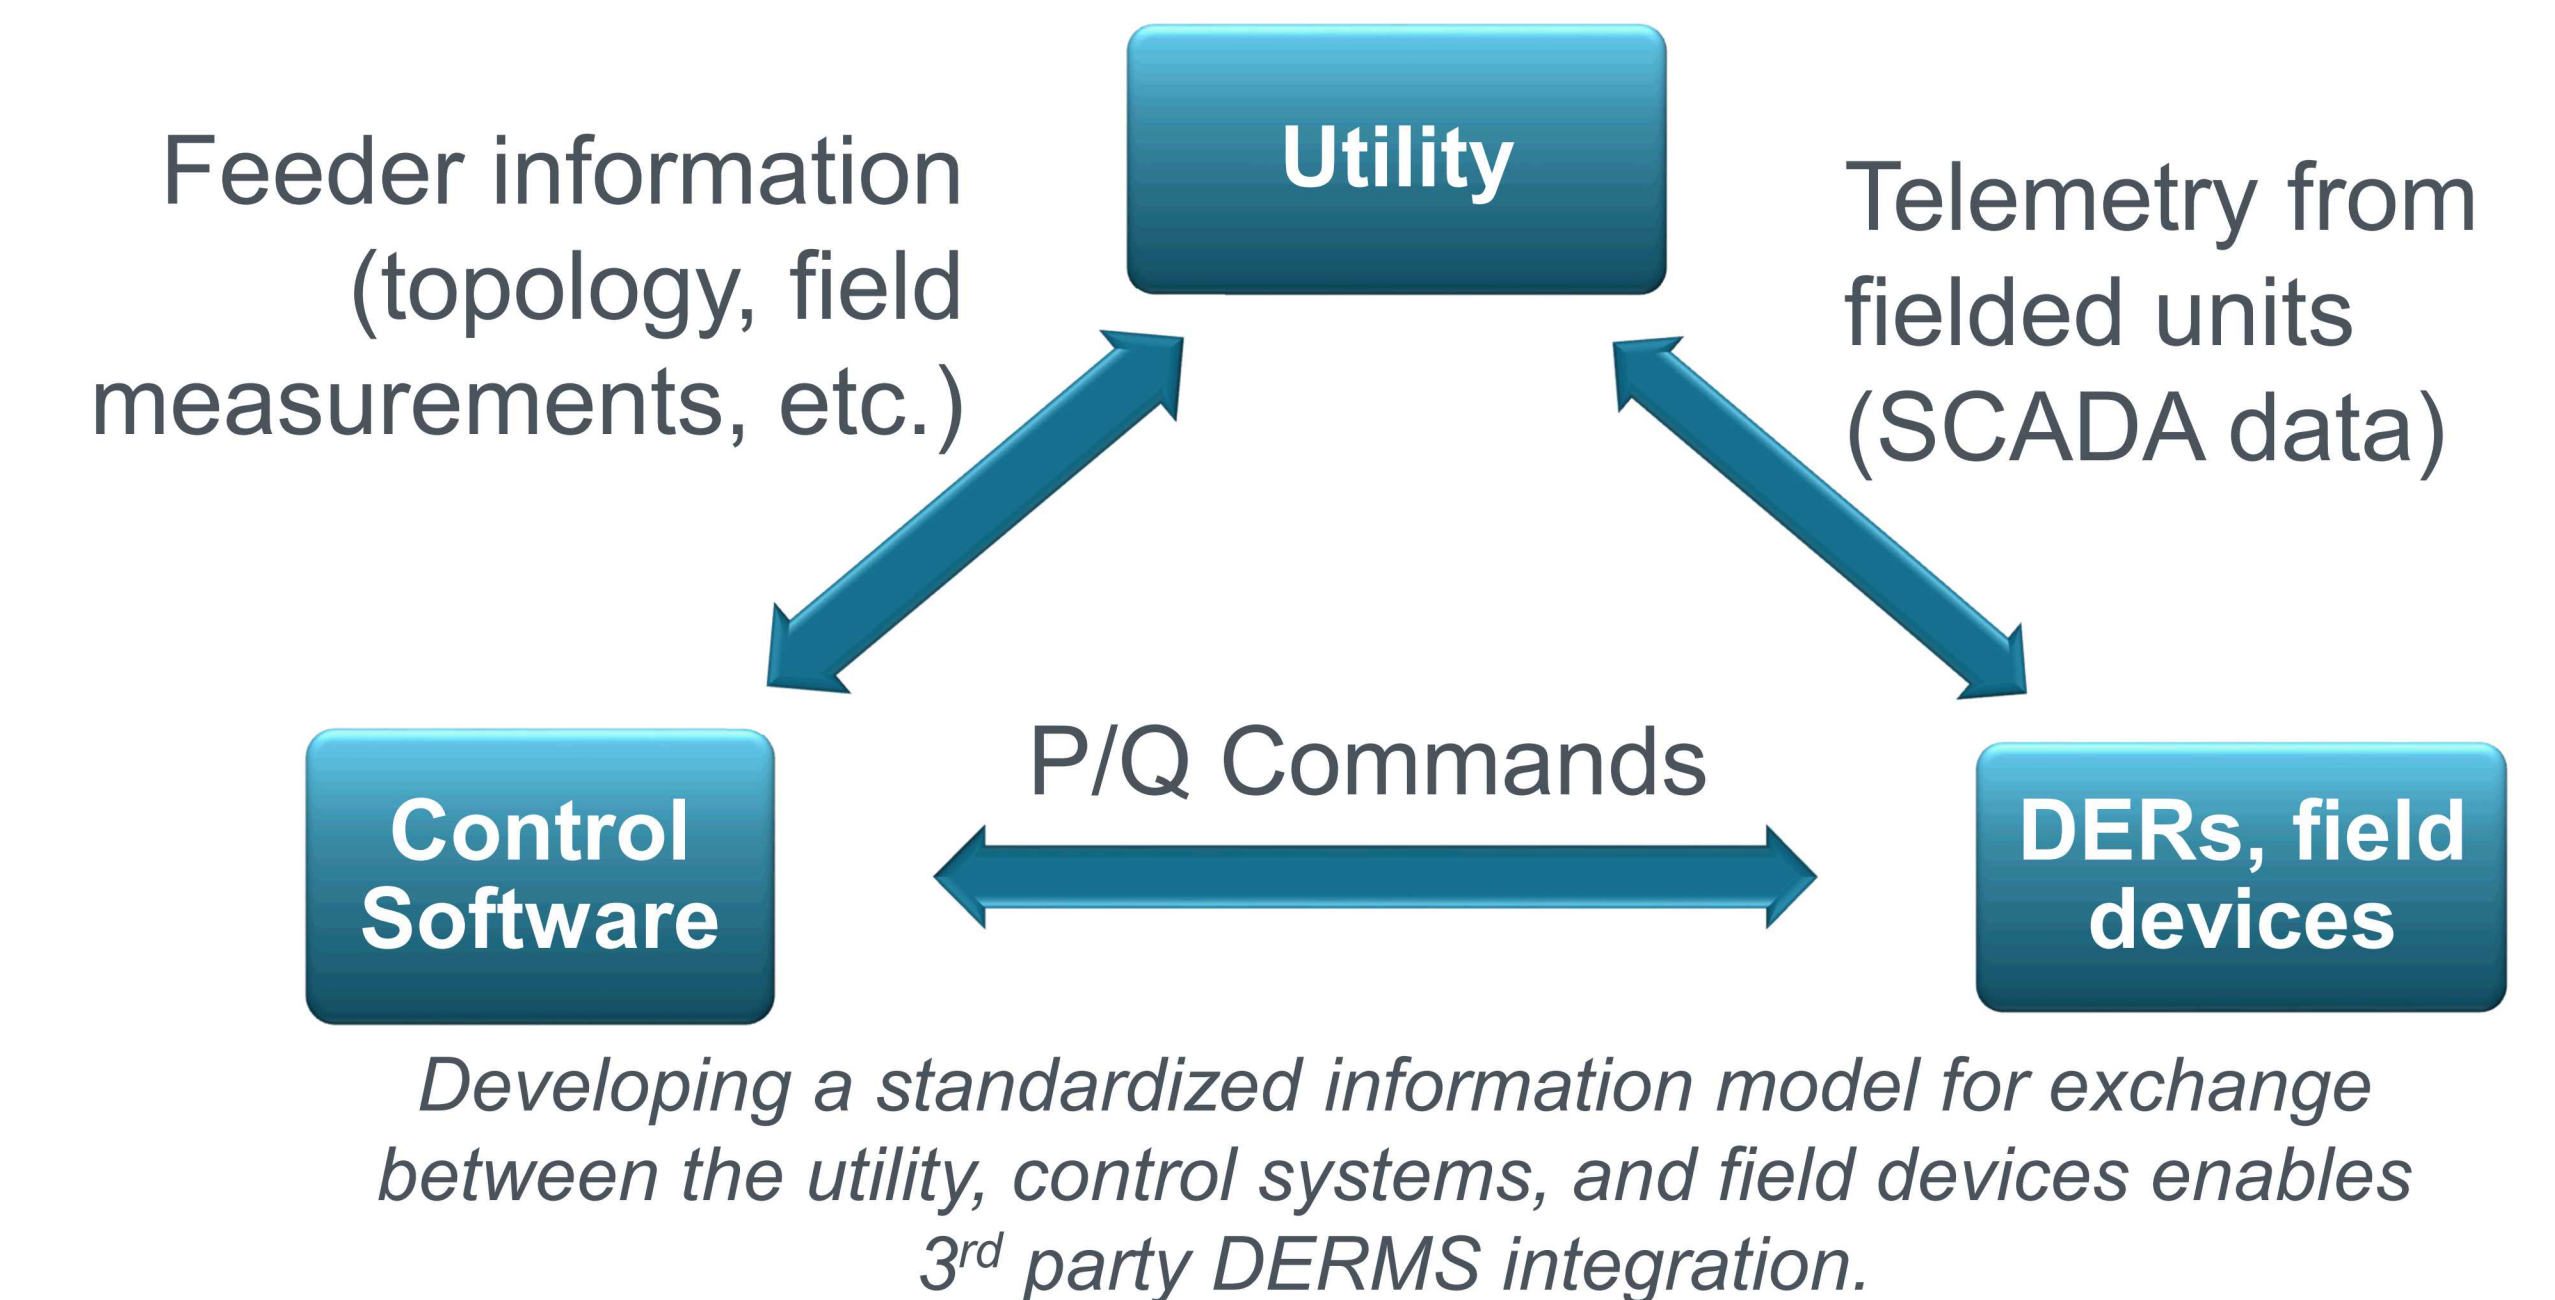 Utility
Feeder information
(topology, field
measurements, etc.)
Telemetry from
fielded units
(SCADA data)
P/Q Commands
Control
Software
DERs, field
devices
Developing a standardized information model for exchange
between the utility, control systems, and field devices enables
3rd party DERMS integration.